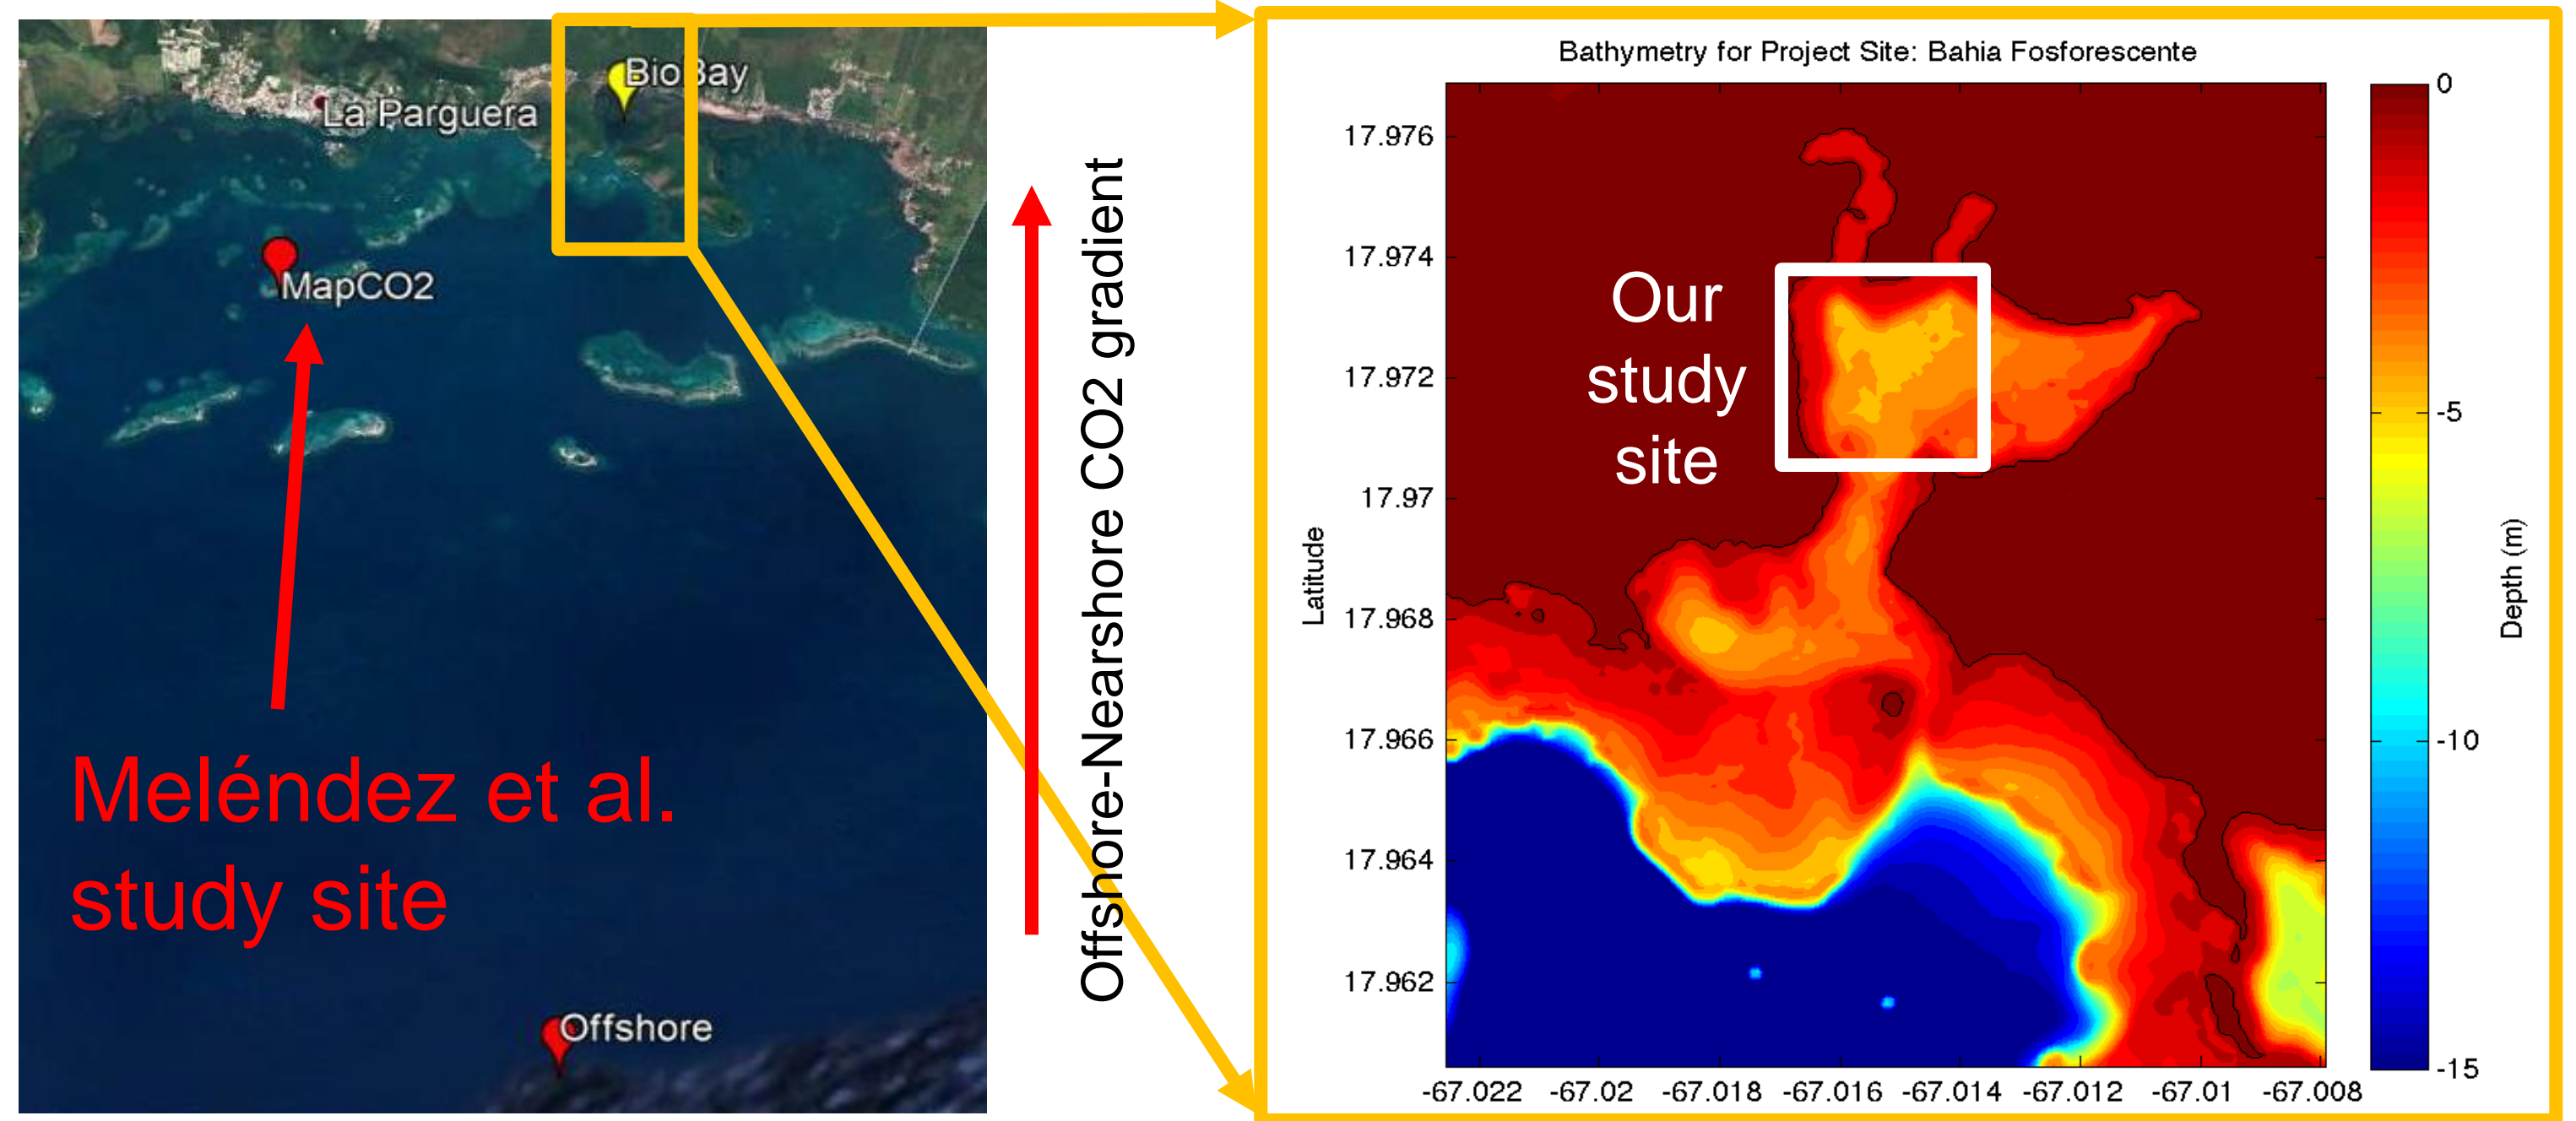 BioBay
La Parguera
MapCO2
Meléndez et al.
study site
Offshore
Offshore-Nearshore CO2 gradient
Bathymetry for Project Site: Bahia Fosforescente
Our
study
site
Latitude
17.976
17.974
17.972
17.97
17.968
17.966
17.964
17.962
-67.022 -67.02 -67.018 -67.016 -67.014 -67.012 -67.01 -67.008
0
-5
-10
-15
Depth (m)